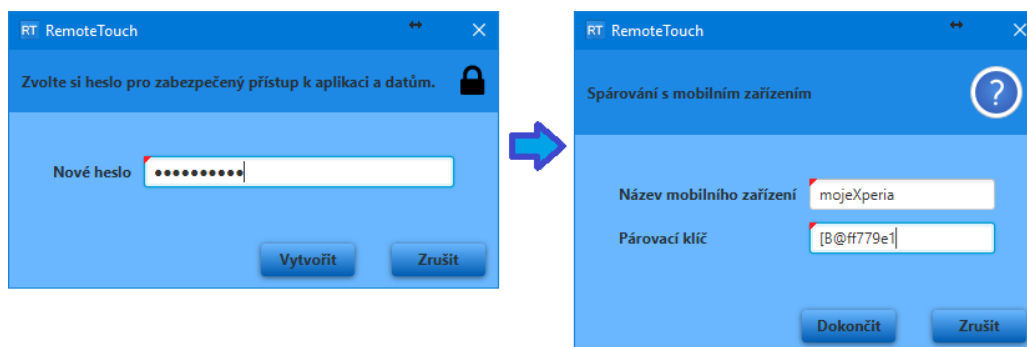 RT RemoteTouch
Zvolte si heslo pro zabezpečený přístup k aplikaci a datům.
Nové heslo ••••••••••
Vytvořit Zrušit
RT RemoteTouch
Spárování s mobilním zařízením
Název mobilního zařízení mojeXperia
Párovací klíč [B@ff779e1
Dokončit Zrušit